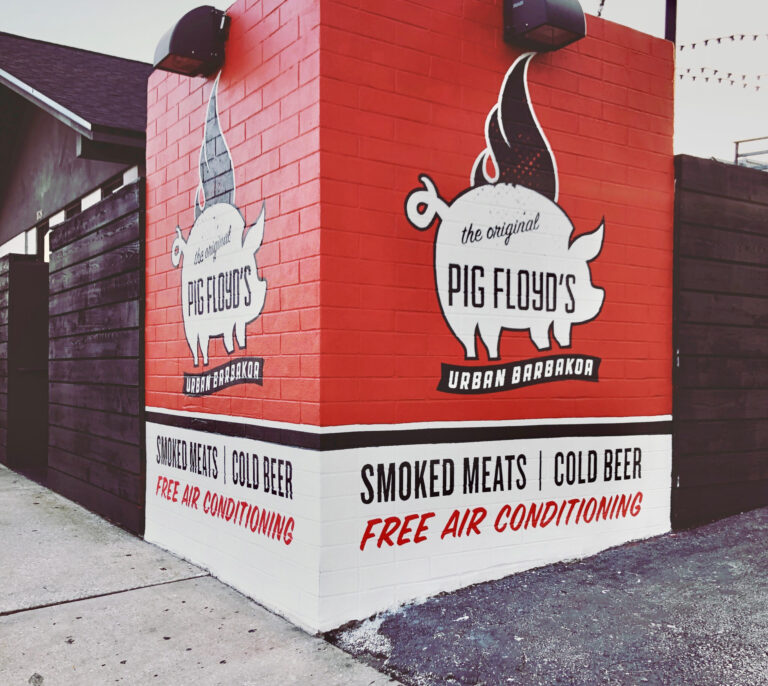 the original
PIG FLOYD'S
URBAN BARBAKOA
SMOKED MEATS | COLD BEER
FREE AIR CONDITIONING
the original
PIG FLOYD'S
URBAN BARBAKOA
SMOKED MEATS | COLD BEER
FREE AIR CONDITIONING